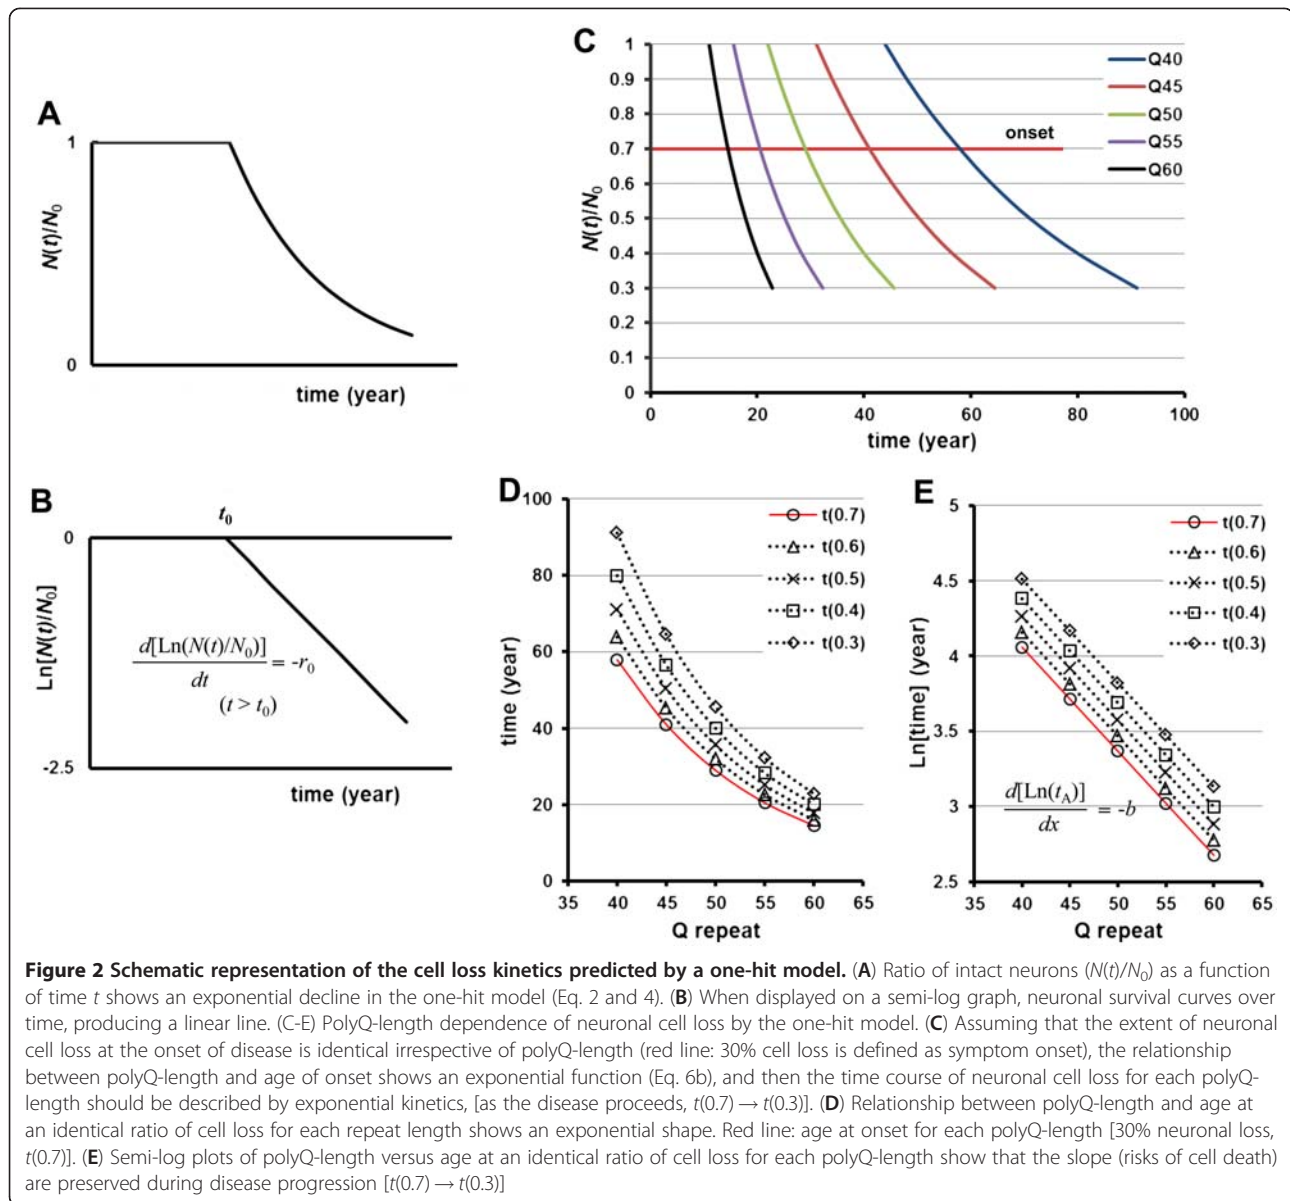 A
1
N(t)/N0
0
time (year)
B
t0
0
Ln[N(t)/N0]
d[Ln(N(t)/N0)]
dt
= -r0
(t > t0)
-2.5
time (year)
C
1
0.9
0.8
0.7
0.6
0.5
0.4
0.3
0.2
0.1
0
N(t)/N0
0 20 40 60 80 100
time (year)
onset
Q40
Q45
Q50
Q55
Q60
D
100
80
60
40
20
0
time (year)
35 40 45 50 55 60 65
Q repeat
t(0.7)
t(0.6)
t(0.5)
t(0.4)
t(0.3)
E
5
4.5
4
3.5
3
2.5
Ln[time] (year)
35 40 45 50 55 60 65
Q repeat
t(0.7)
t(0.6)
t(0.5)
t(0.4)
t(0.3)
d[Ln(tA)]
dx
= -b
Figure 2 Schematic representation of the cell loss kinetics predicted by a one-hit model. (A) Ratio of intact neurons (N(t)/N0) as a function
of time t shows an exponential decline in the one-hit model (Eq. 2 and 4). (B) When displayed on a semi-log graph, neuronal survival curves over
time, producing a linear line. (C-E) PolyQ-length dependence of neuronal cell loss by the one-hit model. (C) Assuming that the extent of neuronal
cell loss at the onset of disease is identical irrespective of polyQ-length (red line: 30% cell loss is defined as symptom onset), the relationship
between polyQ-length and age of onset shows an exponential function (Eq. 6b), and then the time course of neuronal cell loss for each polyQ-
length should be described by exponential kinetics, [as the disease proceeds, t(0.7) → t(0.3)]. (D) Relationship between polyQ-length and age at
an identical ratio of cell loss for each repeat length shows an exponential shape. Red line: age at onset for each polyQ-length [30% neuronal loss,
t(0.7)]. (E) Semi-log plots of polyQ-length versus age at an identical ratio of cell loss for each polyQ-length show that the slope (risks of cell death)
are preserved during disease progression [t(0.7) → t(0.3)]